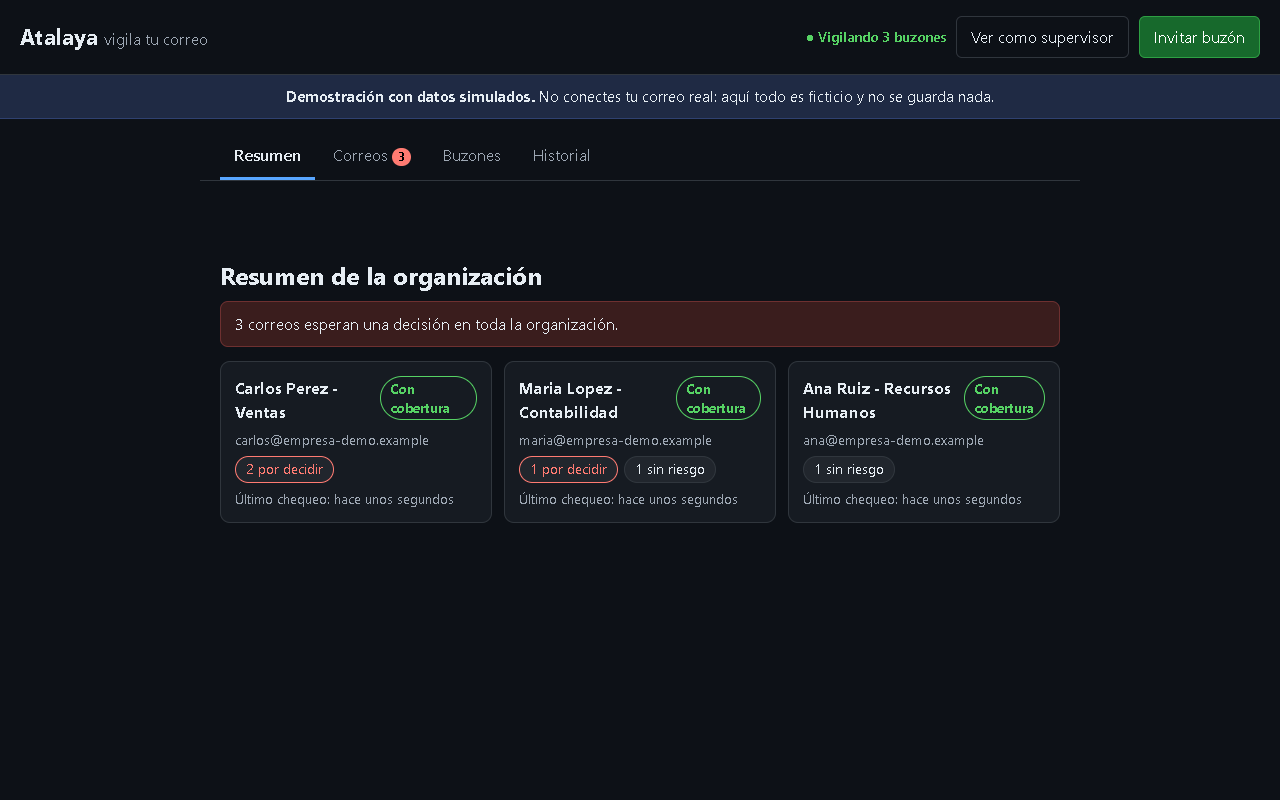 Atalaya vigila tu correo
● Vigilando 3 buzones
Ver como supervisor
Invitar buzón
Demostración con datos simulados. No conectes tu correo real: aquí todo es ficticio y no se guarda nada.
Resumen
Correos 3
Buzones
Historial
Resumen de la organización
3 correos esperan una decisión en toda la organización.
Carlos Perez -
Ventas
Con
cobertura
carlos@empresa-demo.example
2 por decidir
Último chequeo: hace unos segundos
Maria Lopez -
Contabilidad
Con
cobertura
maria@empresa-demo.example
1 por decidir
1 sin riesgo
Último chequeo: hace unos segundos
Ana Ruiz - Recursos
Humanos
Con
cobertura
ana@empresa-demo.example
1 sin riesgo
Último chequeo: hace unos segundos